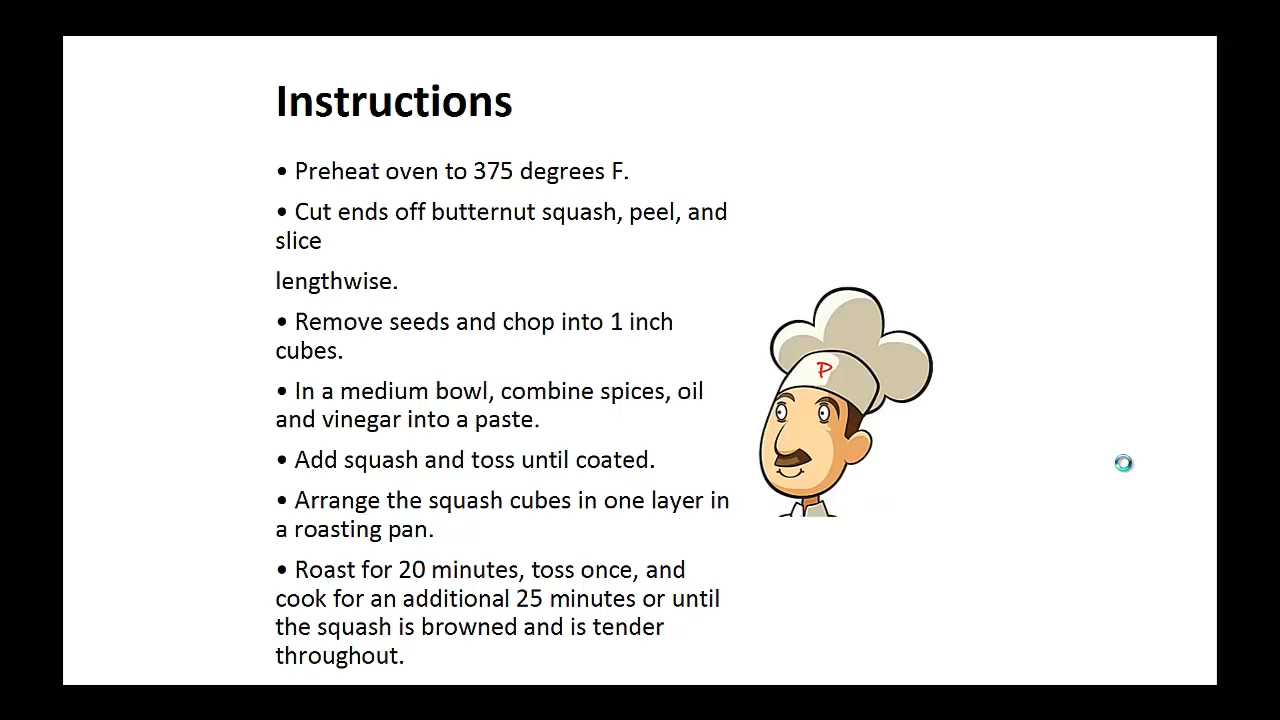 Instructions
• Preheat oven to 375 degrees F.
• Cut ends off butternut squash, peel, and
slice
lengthwise.
• Remove seeds and chop into 1 inch
cubes.
• In a medium bowl, combine spices, oil
and vinegar into a paste.
P
• Add squash and toss until coated.
• Arrange the squash cubes in one layer in
a roasting pan.
• Roast for 20 minutes, toss once, and
cook for an additional 25 minutes or until
the squash is browned and is tender
throughout.